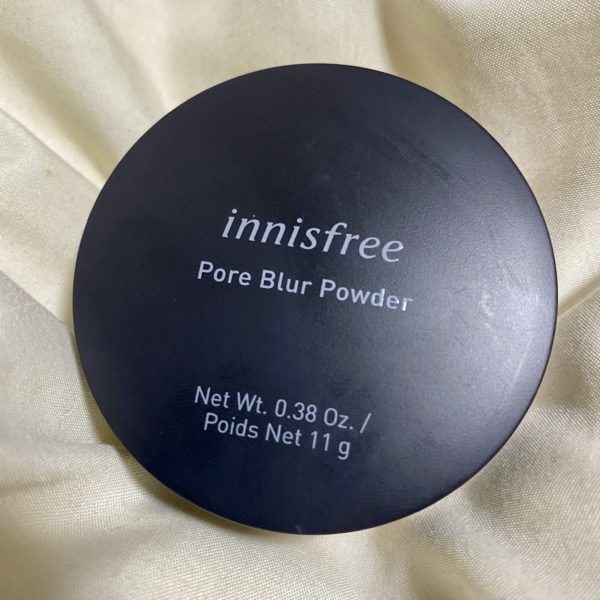 innisfree
Pore Blur Powder
Net Wt. 0.38 Oz. /
Poids Net 11 g